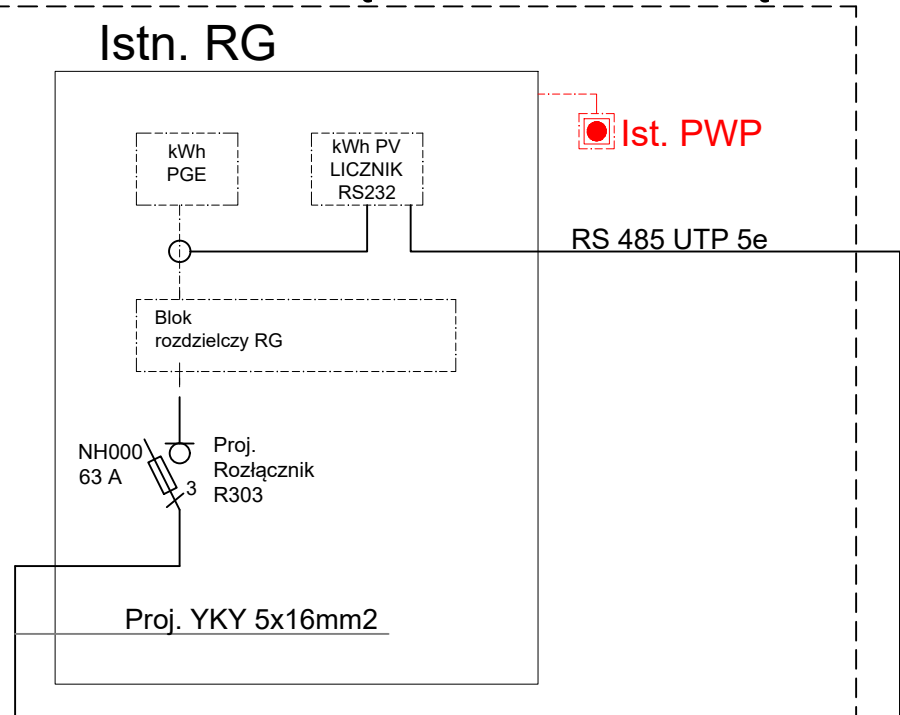 Istn. RG
kWh
PGE
kWh PV
LICZNIK
RS232
Ist. PWP
RS 485 UTP 5e
Blok
rozdzielczy RG
NH000
63 A
3
Proj.
Rozłącznik
R303
Proj. YKY 5x16mm2